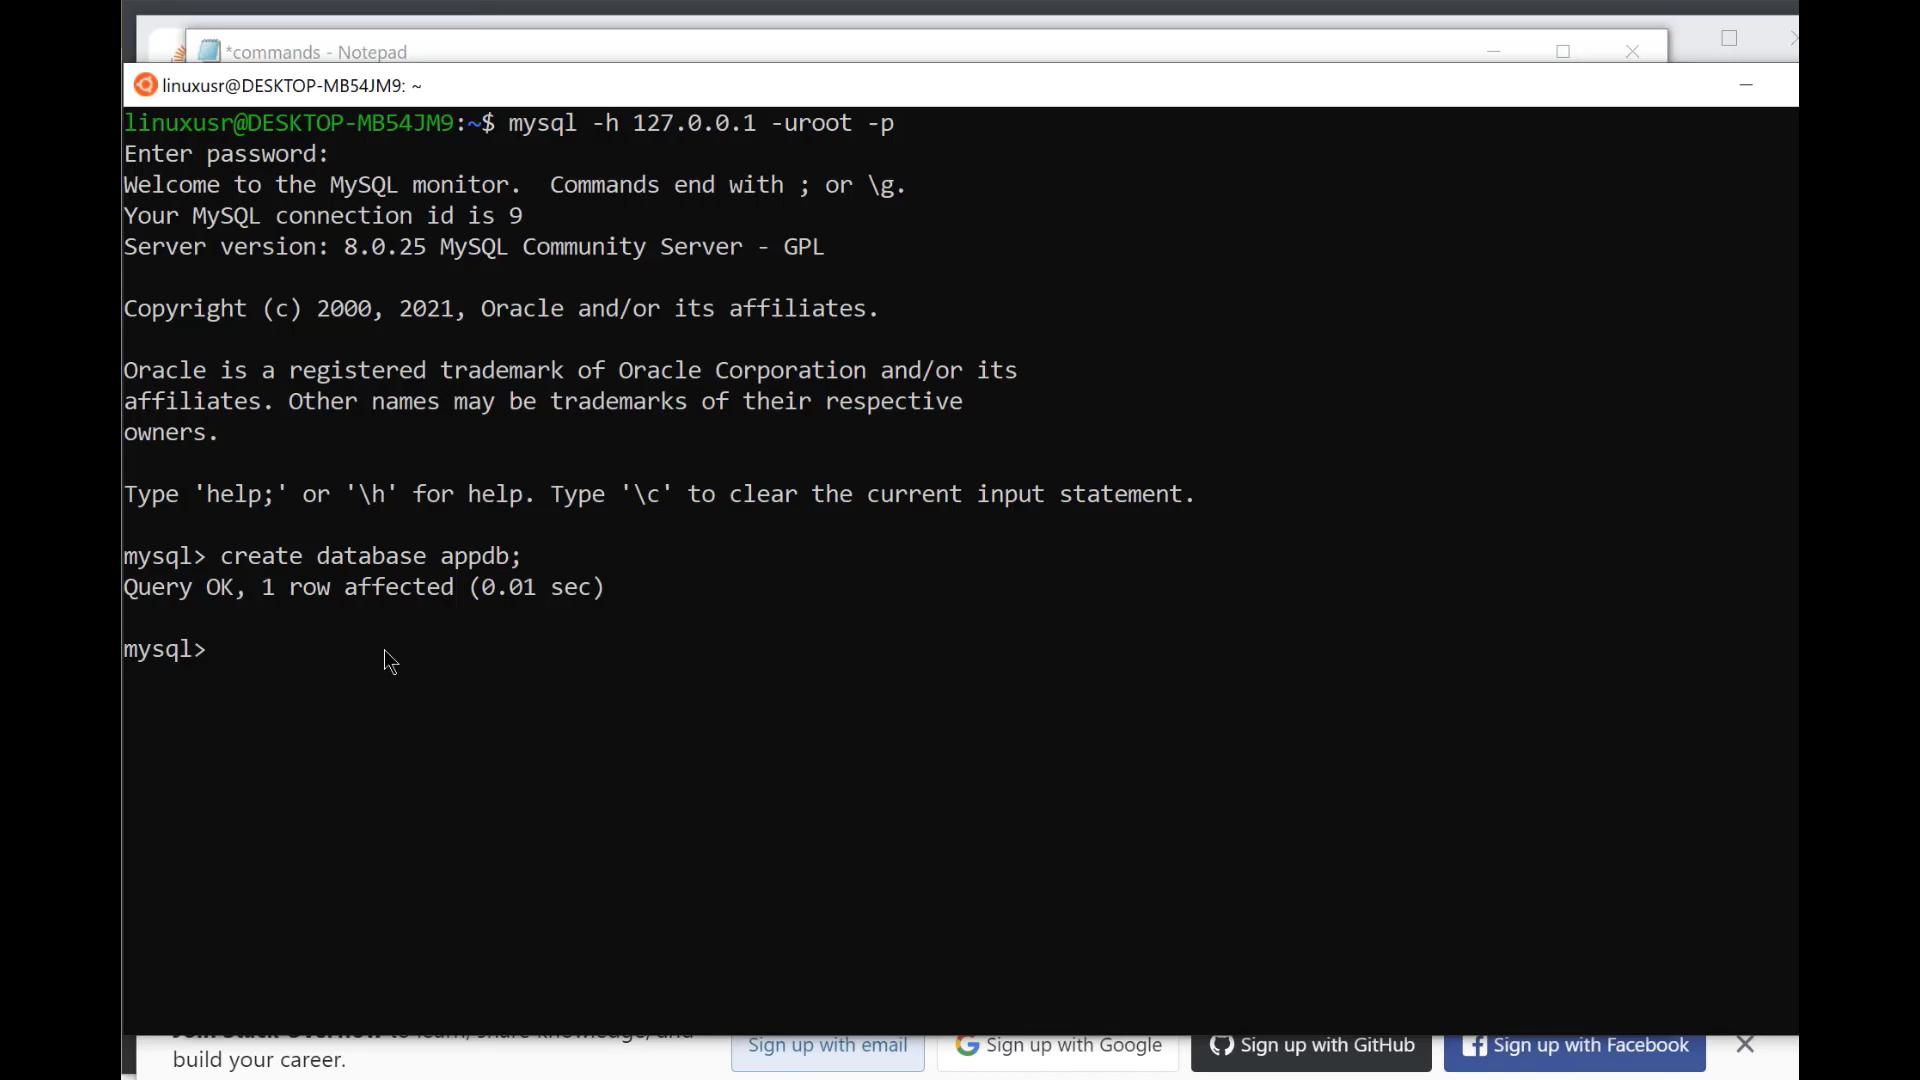 *commands - Notepad
linuxusr@DESKTOP-MB54JM9: ~
linuxusr@DESKTOP-MB54JM9:~$ mysql -h 127.0.0.1 -uroot -p
Enter password:
Welcome to the MySQL monitor.  Commands end with ; or \g.
Your MySQL connection id is 9
Server version: 8.0.25 MySQL Community Server - GPL
Copyright (c) 2000, 2021, Oracle and/or its affiliates.
Oracle is a registered trademark of Oracle Corporation and/or its
affiliates. Other names may be trademarks of their respective
owners.
Type 'help;' or '\h' for help. Type '\c' to clear the current input statement.
mysql> create database appdb;
Query OK, 1 row affected (0.01 sec)
mysql>
build your career.
Sign up with email
Sign up with Google
Sign up with GitHub
Sign up with Facebook